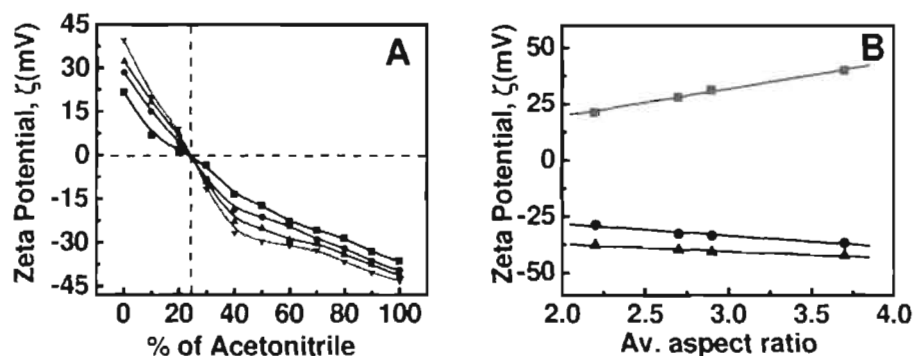 A
Zeta Potential, ζ(mV)
45
30
15
0
-15
-30
-45
0 20 40 60 80 100
% of Acetonitrile
B
Zeta Potential, ζ(mV)
50
25
0
-25
-50
2.0 2.5 3.0 3.5 4.0
Av. aspect ratio